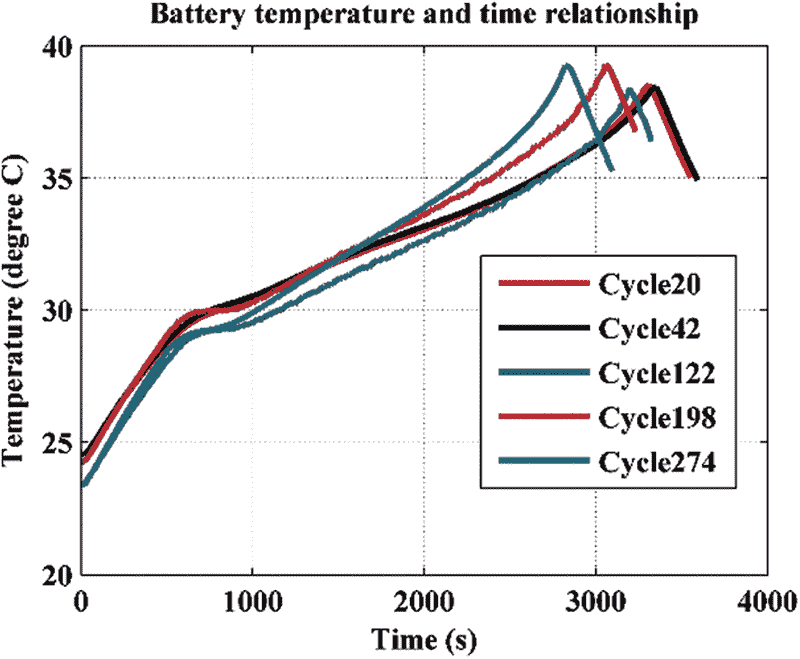 Battery temperature and time relationship
40
35
30
25
20
Temperature (degree C)
Cycle20
Cycle42
Cycle122
Cycle198
Cycle274
0 1000 2000 3000 4000
Time (s)